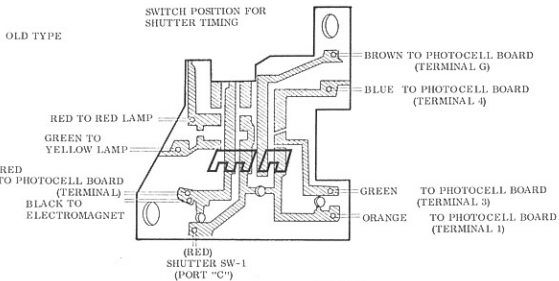 SWITCH POSITION FOR
SHUTTER TIMING
OLD TYPE
BROWN TO PHOTOCELL BOARD
(TERMINAL G)
BLUE TO PHOTOCELL BOARD
(TERMINAL 4)
RED TO RED LAMP
GREEN TO
YELLOW LAMP
RED
TO PHOTOCELL BOARD
(TERMINAL)
BLACK TO
ELECTROMAGNET
GREEN TO PHOTOCELL BOARD
(TERMINAL 3)
ORANGE TO PHOTOCELL BOARD
(TERMINAL 1)
(RED)
SHUTTER SW-1
(PORT "C")